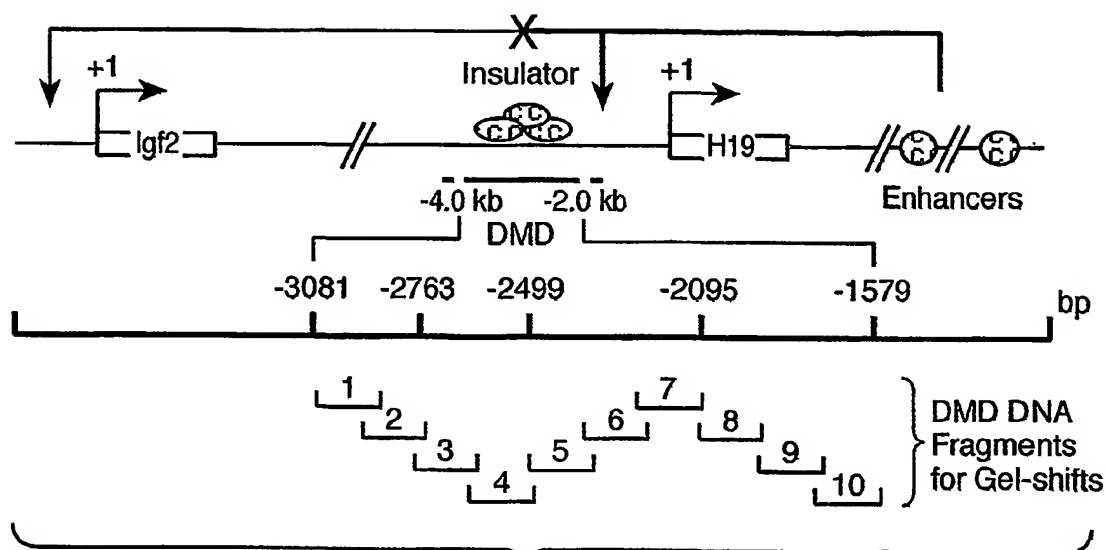 X
Insulator
+1
+1
C C
C C C C
Igf2
H19
C C
C C
Enhancers
-4.0 kb
-2.0 kb
DMD
-3081
-2763
-2499
-2095
-1579
bp
1
2
3
4
5
6
7
8
9
10
DMD DNA
Fragments
for Gel-shifts